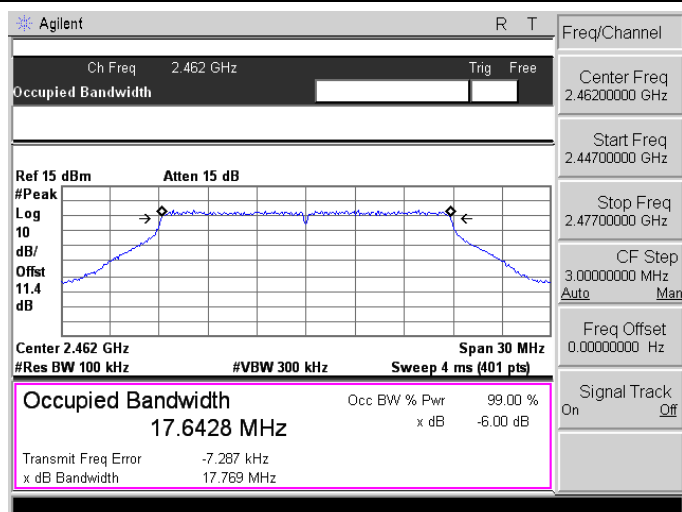 Agilent R T
Ch Freq 2.462 GHz Trig Free
Occupied Bandwidth
Ref 15 dBm Atten 15 dB
#Peak
Log
10
dB/
Offst
11.4
dB
Center 2.462 GHz Span 30 MHz
#Res BW 100 kHz #VBW 300 kHz Sweep 4 ms (401 pts)
Occupied Bandwidth Occ BW % Pwr 99.00 %
17.6428 MHz x dB -6.00 dB
Transmit Freq Error -7.287 kHz
x dB Bandwidth 17.769 MHz
Freq/Channel
Center Freq
2.46200000 GHz
Start Freq
2.44700000 GHz
Stop Freq
2.47700000 GHz
CF Step
3.00000000 MHz
Auto Man
Freq Offset
0.00000000 Hz
Signal Track
On Off